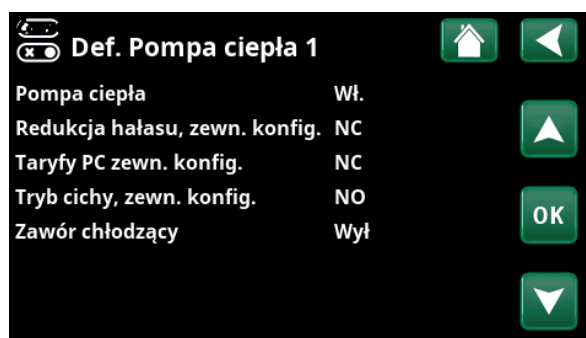 Def. Pompa ciepła 1
Pompa ciepła Wł.
Redukcja hałasu, zewn. konfig. NC
Taryfy PC zewn. konfig. NC
Tryb cichy, zewn. konfig. NO
OK
Zawór chłodzący Wył